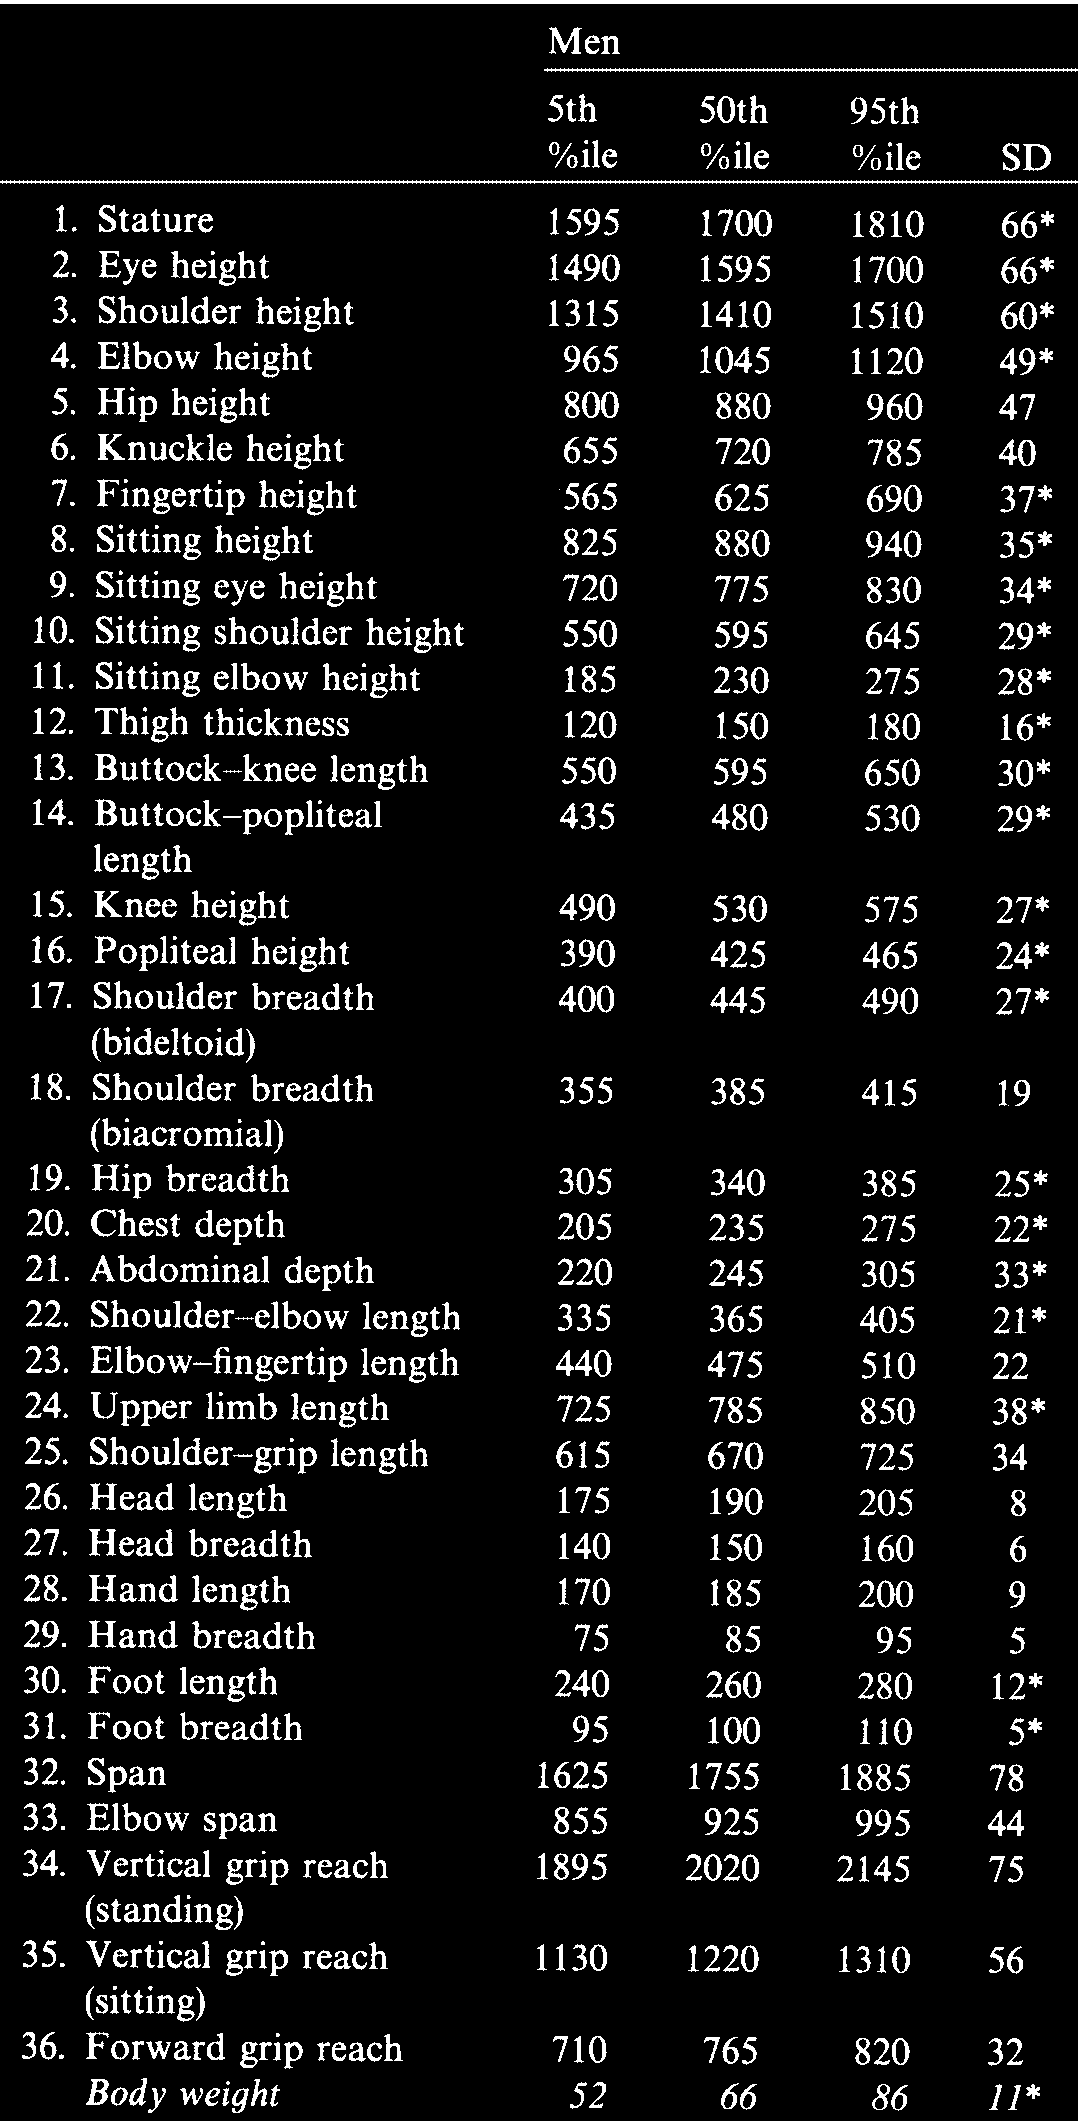 Men
5th 50th 95th
%ile %ile %ile SD
1. Stature 1595 1700 1810 66*
2. Eye height 1490 1595 1700 66*
3. Shoulder height 1315 1410 1510 60*
4. Elbow height 965 1045 1120 49*
5. Hip height 800 880 960 47
6. Knuckle height 655 720 785 40
7. Fingertip height 565 625 690 37*
8. Sitting height 825 880 940 35*
9. Sitting eye height 720 775 830 34*
10. Sitting shoulder height 550 595 645 29*
11. Sitting elbow height 185 230 275 28*
12. Thigh thickness 120 150 180 16*
13. Buttock–knee length 550 595 650 30*
14. Buttock–popliteal 435 480 530 29*
length
15. Knee height 490 530 575 27*
16. Popliteal height 390 425 465 24*
17. Shoulder breadth 400 445 490 27*
(bideltoid)
18. Shoulder breadth 355 385 415 19
(biacromial)
19. Hip breadth 305 340 385 25*
20. Chest depth 205 235 275 22*
21. Abdominal depth 220 245 305 33*
22. Shoulder–elbow length 335 365 405 21*
23. Elbow–fingertip length 440 475 510 22
24. Upper limb length 725 785 850 38*
25. Shoulder–grip length 615 670 725 34
26. Head length 175 190 205 8
27. Head breadth 140 150 160 6
28. Hand length 170 185 200 9
29. Hand breadth 75 85 95 5
30. Foot length 240 260 280 12*
31. Foot breadth 95 100 110 5*
32. Span 1625 1755 1885 78
33. Elbow span 855 925 995 44
34. Vertical grip reach 1895 2020 2145 75
(standing)
35. Vertical grip reach 1130 1220 1310 56
(sitting)
36. Forward grip reach 710 765 820 32
Body weight 52 66 86 11*